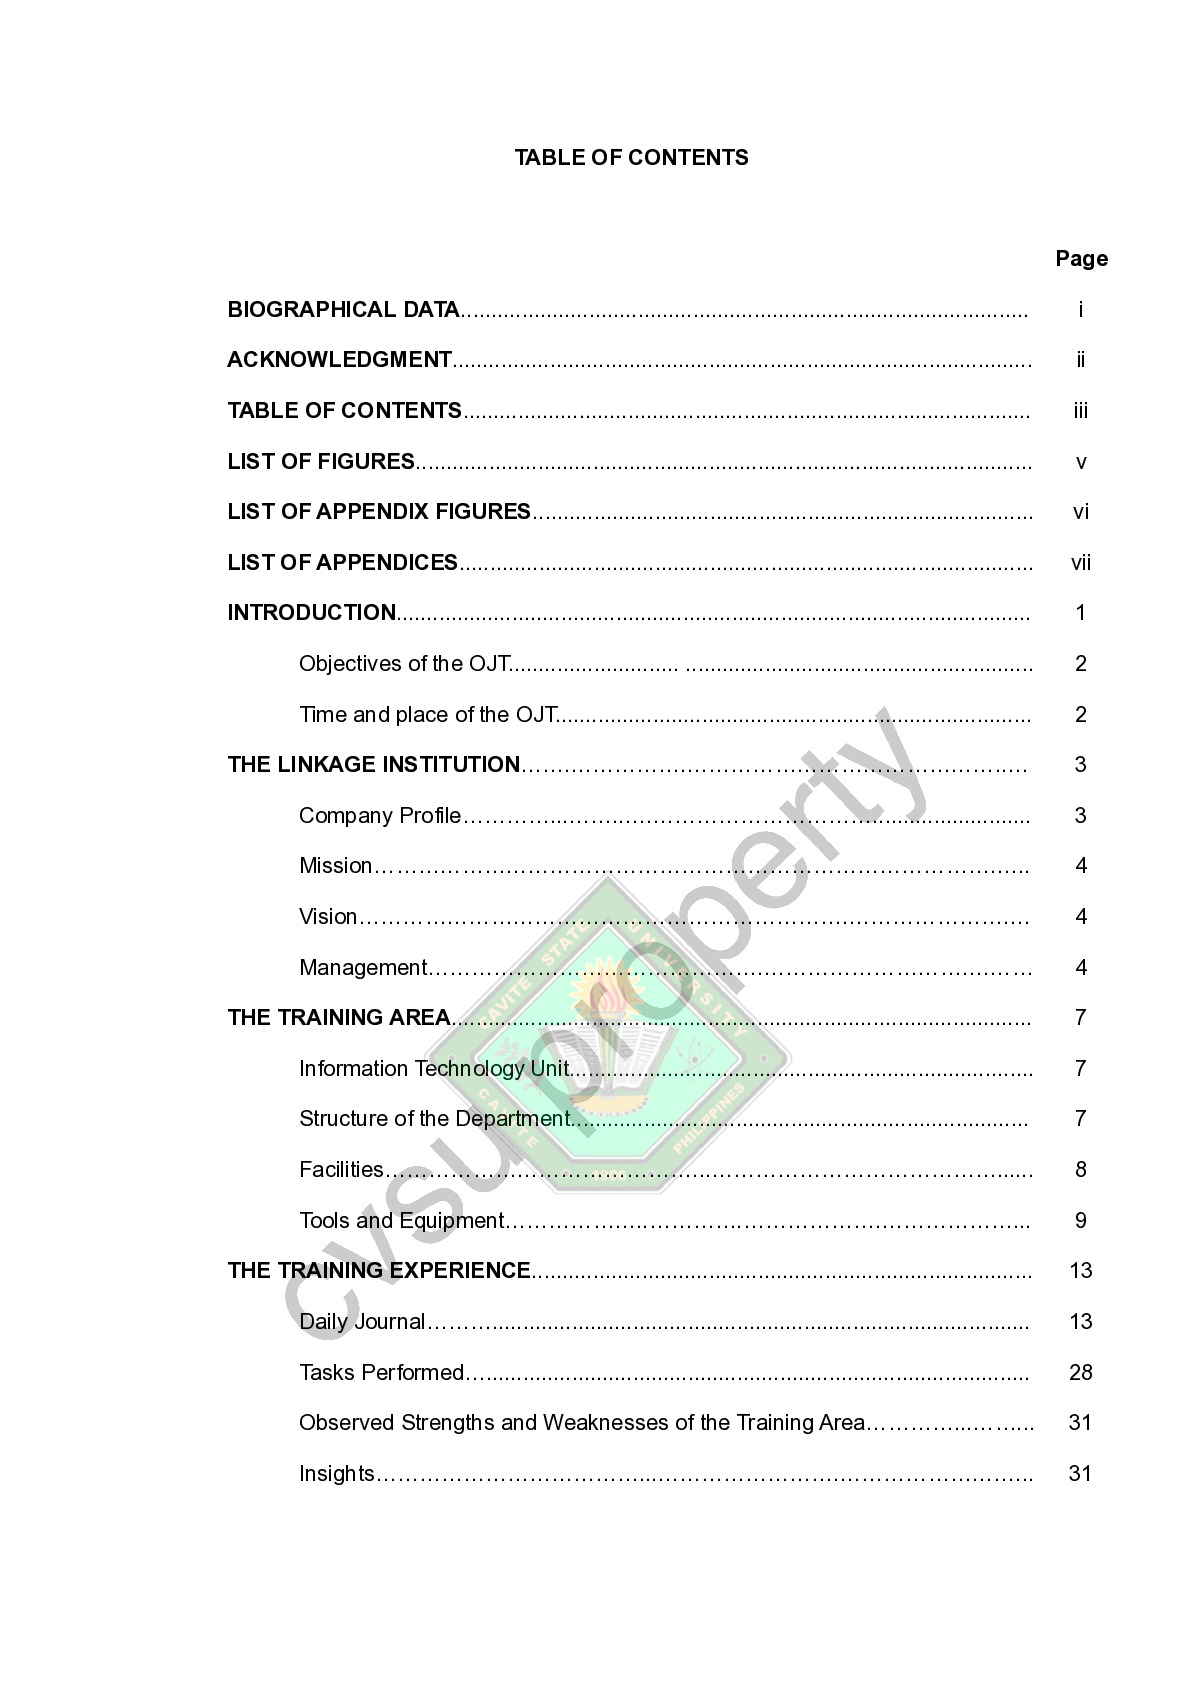 TABLE OF CONTENTS
Page
BIOGRAPHICAL DATA................................................................................................ i
ACKNOWLEDGMENT................................................................................................ ii
TABLE OF CONTENTS.............................................................................................. iii
LIST OF FIGURES...................................................................................................... v
LIST OF APPENDIX FIGURES................................................................................... vi
LIST OF APPENDICES............................................................................................... vii
INTRODUCTION......................................................................................................... 1
Objectives of the OJT............................ ......................................................... 2
Time and place of the OJT.............................................................................. 2
THE LINKAGE INSTITUTION…………………………………………………………..… 3
Company Profile…………...…………………………………………........................ 3
Mission……………………………………………………………………………….. 4
Vision…………………………………………………………………………………. 4
Management………………………………………………………………………… 4
THE TRAINING AREA................................................................................................ 7
Information Technology Unit............................................................................ 7
Structure of the Department............................................................................ 7
Facilities…………………………………………………………………………...... 8
Tools and Equipment……………………………………………………………... 9
THE TRAINING EXPERIENCE................................................................................... 13
Daily Journal………........................................................................................ 13
Tasks Performed….......................................................................................... 28
Observed Strengths and Weaknesses of the Training Area…………..…….. 31
Insights……………………………………………………………………………….. 31
cvsu property
CAVITE STATE UNIVERSITY
CAVITE 1906 PHILIPPINES